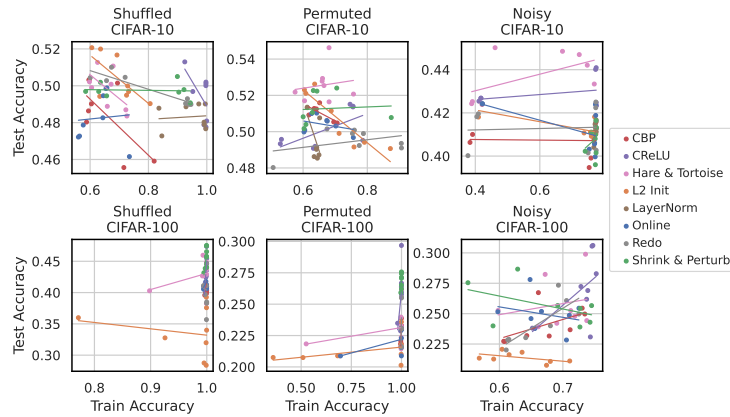 Shuffled
CIFAR-10
Permuted
CIFAR-10
Noisy
CIFAR-10
Test Accuracy
0.52
0.50
0.48
0.46
0.6
0.8
1.0
0.54
0.52
0.50
0.48
0.6
0.8
0.44
0.42
0.40
0.4
0.6
CBP
CReLU
Hare & Tortoise
L2 Init
LayerNorm
Online
Redo
Shrink & Perturb
Shuffled
CIFAR-100
Permuted
CIFAR-100
Noisy
CIFAR-100
Test Accuracy
0.45
0.40
0.35
0.30
0.8
0.9
1.0
Train Accuracy
0.300
0.275
0.250
0.225
0.200
0.50
0.75
1.00
Train Accuracy
0.300
0.275
0.250
0.225
0.6
0.7
Train Accuracy